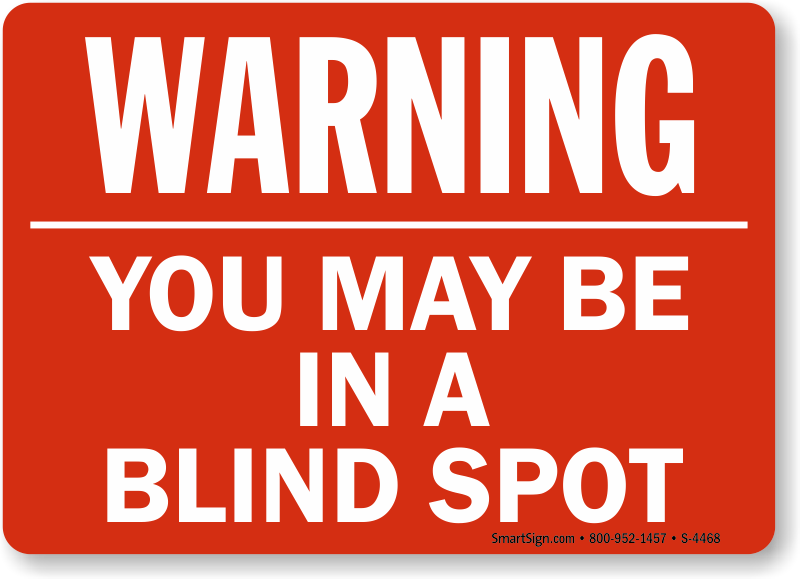 WARNING
YOU MAY BE
IN A
BLIND SPOT
SmartSign.com • 800-952-1457 • S-4468